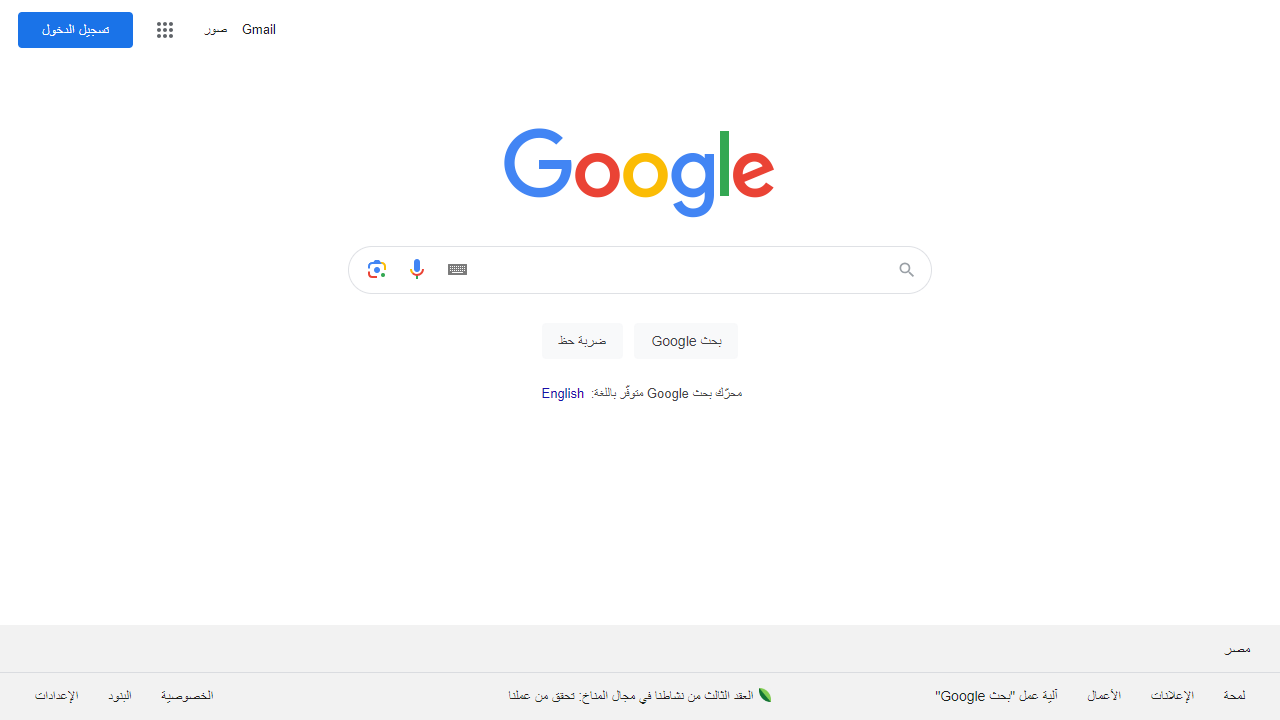 Gmail
صور
تسجيل الدخول
Google
بحث Google
ضربة حظ
محرّك بحث Google متوفّر باللغة: English
مصر
لمحة
الإعلانات
الأعمال
آلية عمل "بحث Google"
العقد الثالث من نشاطنا في مجال المناخ: تحقق من عملنا
الخصوصية
البنود
الإعدادات